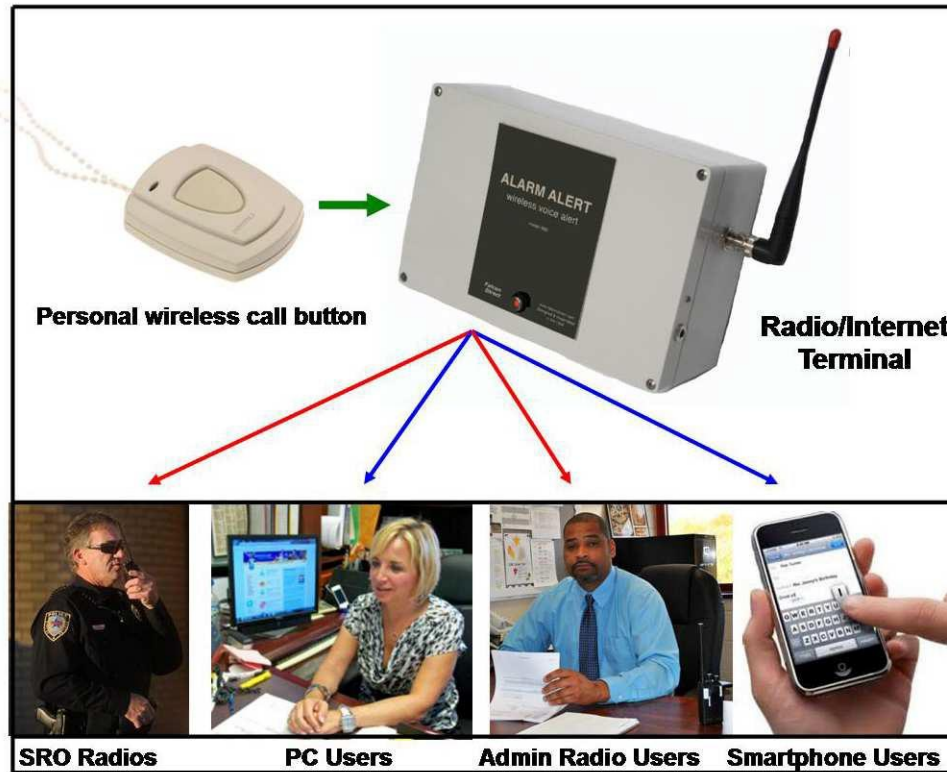 ALARM ALERT
wireless voice alert
Personal wireless call button
Radio/Internet
Terminal
POLICE
SRO Radios
PC Users
Admin Radio Users
Smartphone Users